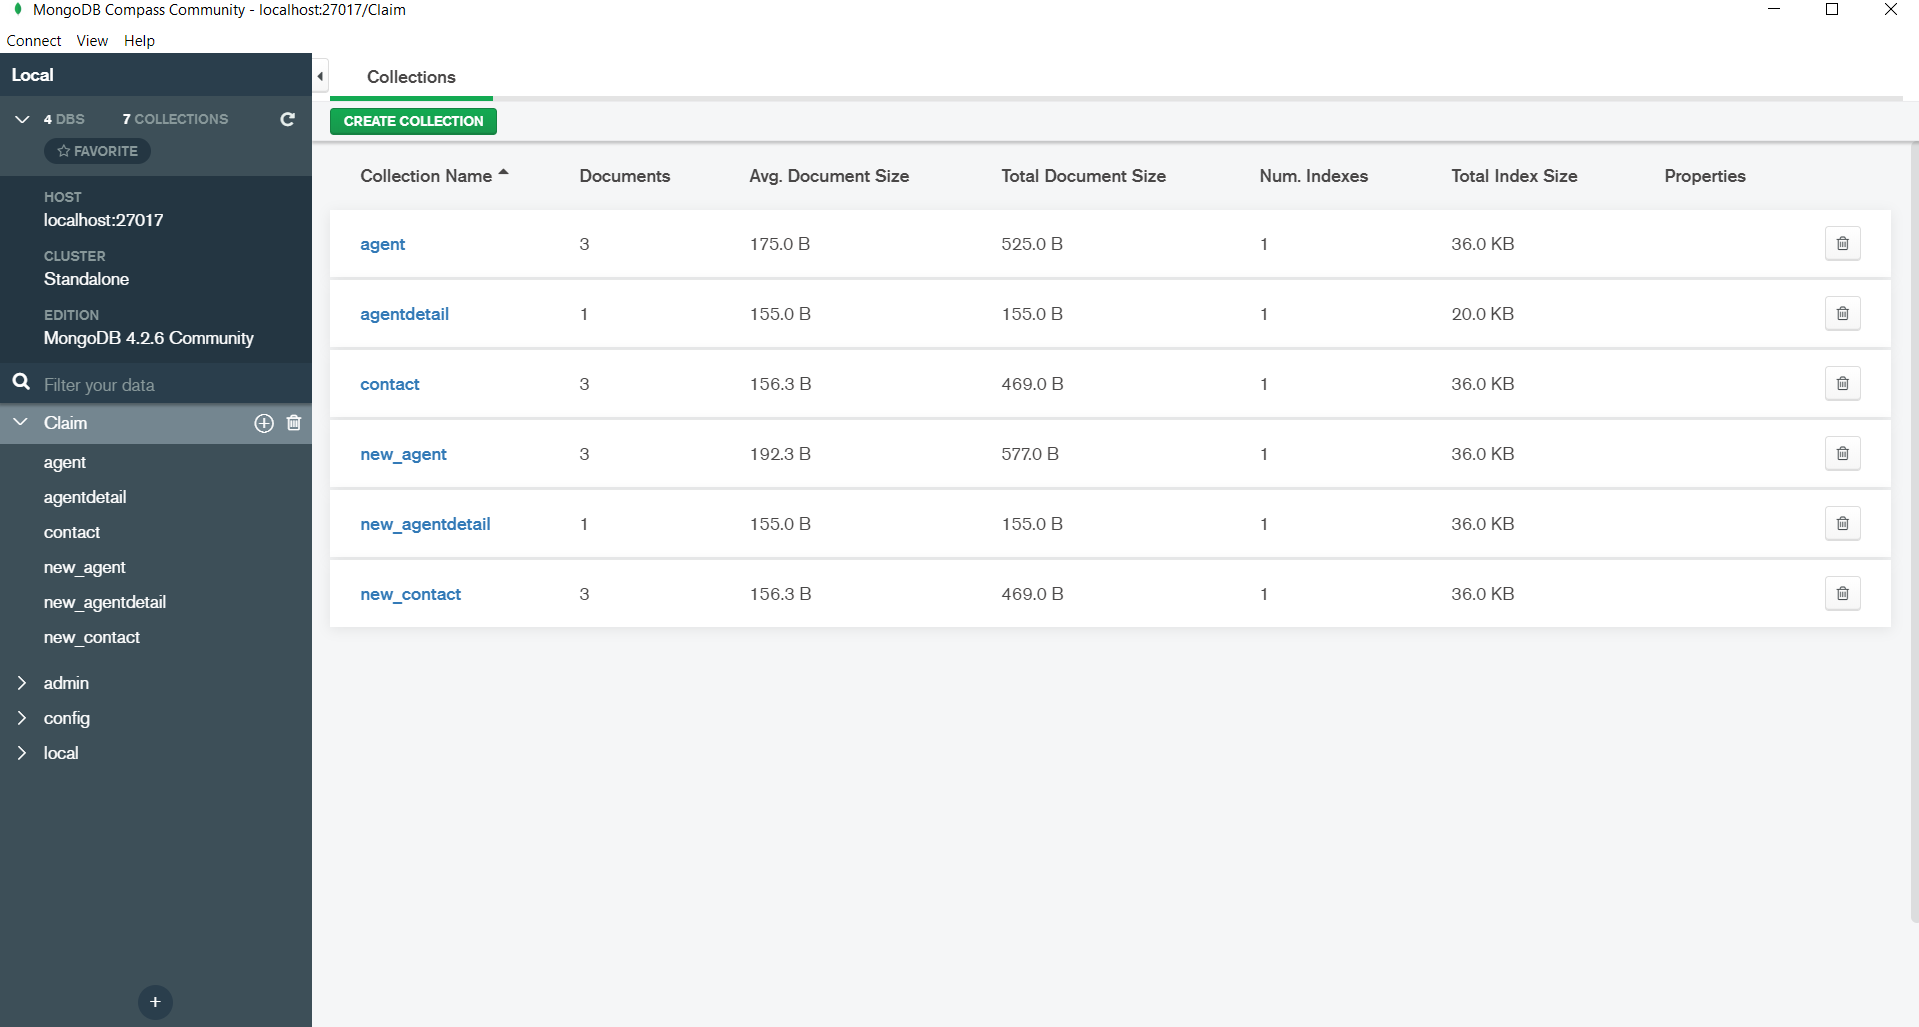 MongoDB Compass Community - localhost:27017/Claim
Connect View Help
Local
4 DBS 7 COLLECTIONS
FAVORITE
HOST
localhost:27017
CLUSTER
Standalone
EDITION
MongoDB 4.2.6 Community
Filter your data
Claim
agent
agentdetail
contact
new_agent
new_agentdetail
new_contact
admin
config
local
Collections
CREATE COLLECTION
Collection Name Documents Avg. Document Size Total Document Size Num. Indexes Total Index Size Properties
agent 3 175.0 B 525.0 B 1 36.0 KB
agentdetail 1 155.0 B 155.0 B 1 20.0 KB
contact 3 156.3 B 469.0 B 1 36.0 KB
new_agent 3 192.3 B 577.0 B 1 36.0 KB
new_agentdetail 1 155.0 B 155.0 B 1 36.0 KB
new_contact 3 156.3 B 469.0 B 1 36.0 KB